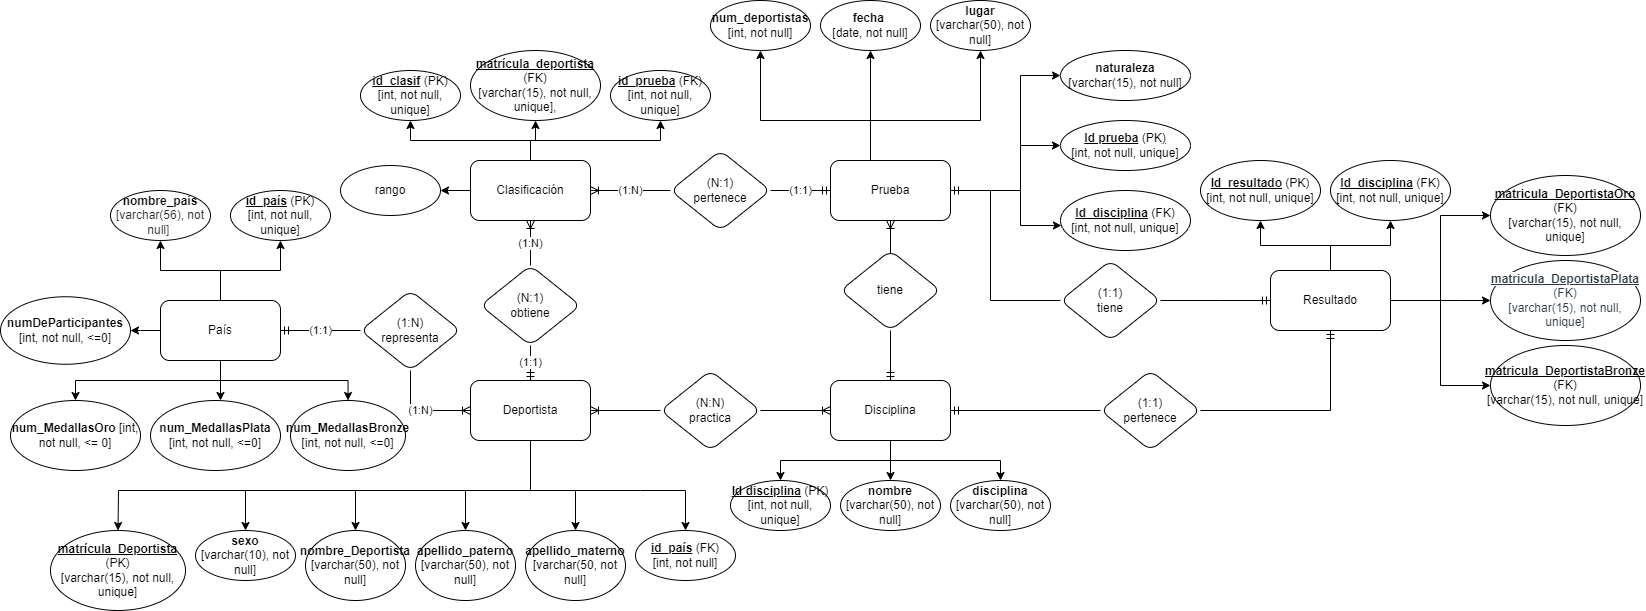 num_deportistas
[int, not null]
fecha
[date, not null]
lugar
[varchar(50), not
null]
id_clasif (PK)
[int, not null,
unique]
matrícula_deportista
(FK)
[varchar(15), not null,
unique],
id_prueba (FK)
[int, not null,
unique]
naturaleza
[varchar(15), not null]
Id_prueba (PK)
[int, not null, unique]
Id_disciplina (FK)
[int, not null, unique]
rango
Clasificación
(1:N)
(N:1)
pertenece
(1:1)
Prueba
Id_resultado (PK)
[int, not null, unique]
Id_disciplina (FK)
[int, not null, unique]
matricula_DeportistaOro
(FK)
[varchar(15), not null,
unique]
matricula_DeportistaPlata
(FK)
[varchar(15), not null,
unique]
matricula_DeportistaBronze
(FK)
[varchar(15), not null, unique]
nombre_país
[varchar(56), not
null]
id_país (PK)
[int, not null,
unique]
(1:N)
(N:1)
obtiene
(1:1)
tiene
(1:1)
tiene
Resultado
numDeParticipantes
[int, not null, <=0]
País
(1:1)
(1:N)
representa
(1:N)
num_MedallasOro [int,
not null, <= 0]
num_MedallasPlata
[int, not null, <=0]
num_MedallasBronze
[int, not null, <=0]
Deportista
(N:N)
practica
Disciplina
(1:1)
pertenece
Id_disciplina (PK)
[int, not null,
unique]
nombre
[varchar(50), not
null]
disciplina
[varchar(50), not
null]
matrícula_Deportista
(PK)
[varchar(15), not null,
unique]
sexo
[varchar(10), not
null]
nombre_Deportista
[varchar(50), not
null]
apellido_paterno
[varchar(50), not
null]
apellido_materno
[varchar(50, not
null]
id_país (FK)
[int, not null]